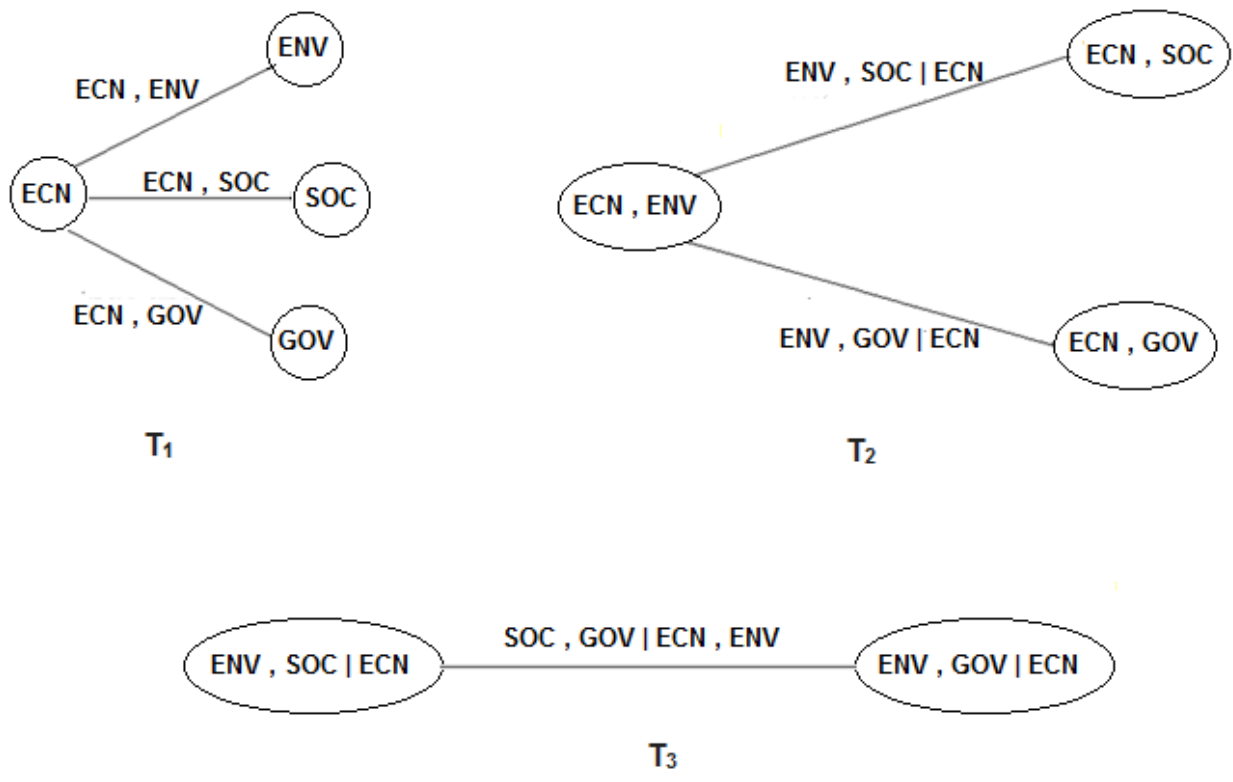 ENV
ECN , ENV
ECN
ECN , SOC
SOC
ECN , GOV
GOV
T1
ECN , SOC
ENV , SOC | ECN
ECN , ENV
ENV , GOV | ECN
ECN , GOV
T2
ENV , SOC | ECN
SOC , GOV | ECN , ENV
ENV , GOV | ECN
T3